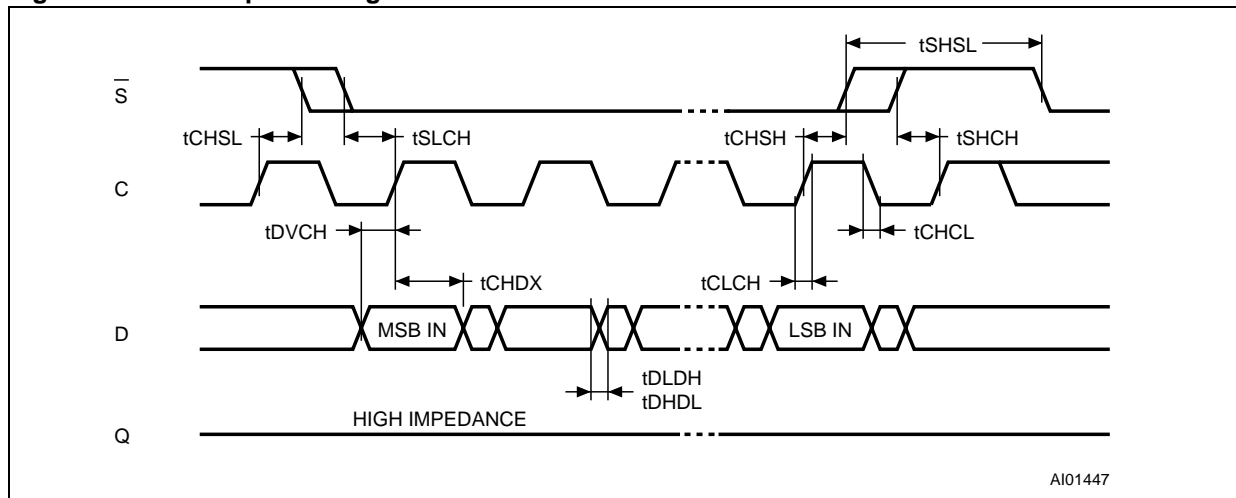 tSHSL
S
tCHSL
tSLCH
tCHSH
tSHCH
C
tDVCH
tCHCL
tCHDX
tCLCH
D
MSB IN
LSB IN
tDLDH
tDHDL
HIGH IMPEDANCE
Q
AI01447